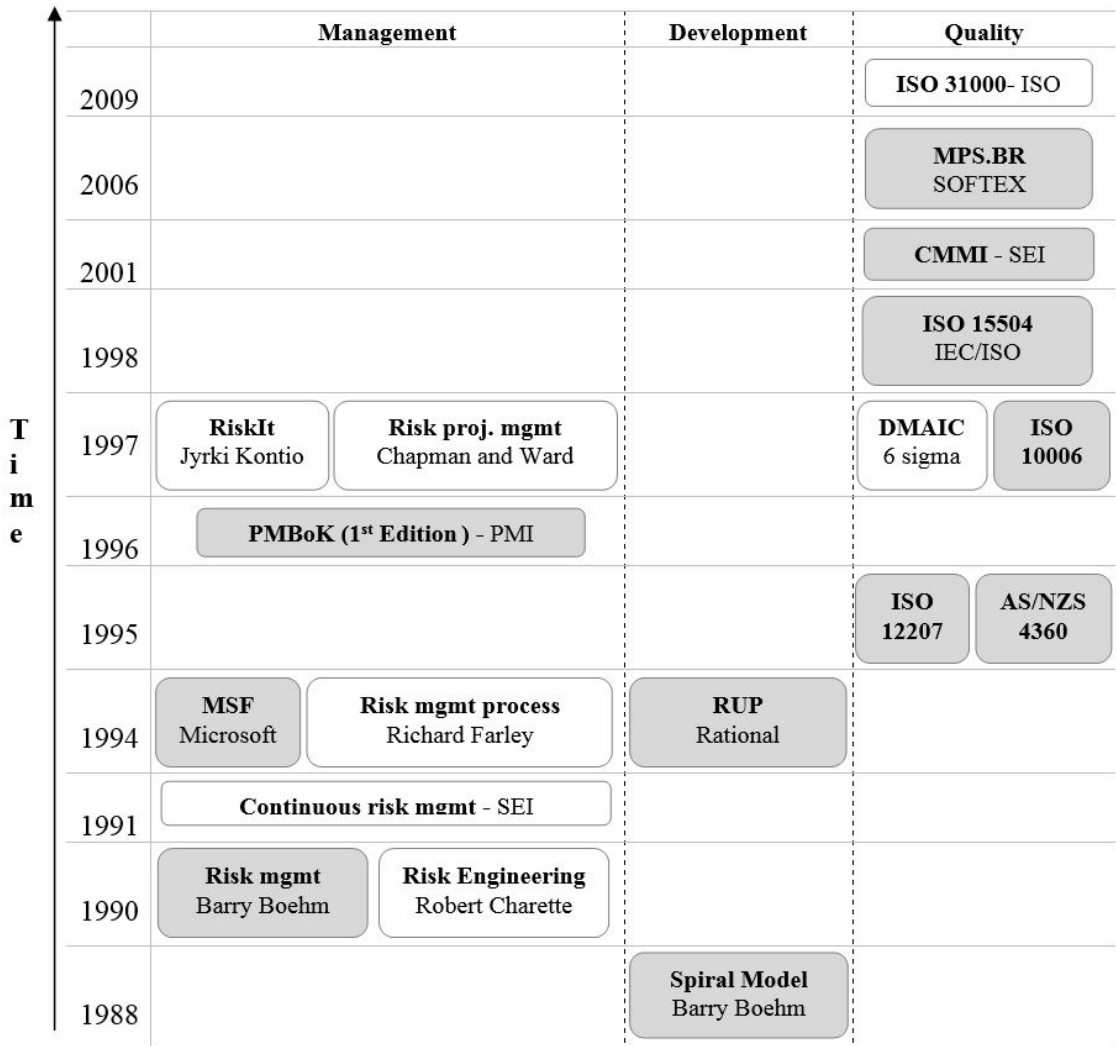 Management Development Quality
2009
ISO 31000- ISO
2006
MPS.BR
SOFTEX
2001
CMMI - SEI
1998
ISO 15504
IEC/ISO
1997
RiskIt
Jyrki Kontio
Risk proj. mgmt
Chapman and Ward
DMAIC
6 sigma
ISO
10006
Time
1996
PMBoK (1st Edition ) - PMI
1995
ISO
12207
AS/NZS
4360
1994
MSF
Microsoft
Risk mgmt process
Richard Farley
RUP
Rational
1991
Continuous risk mgmt - SEI
1990
Risk mgmt
Barry Boehm
Risk Engineering
Robert Charette
1988
Spiral Model
Barry Boehm